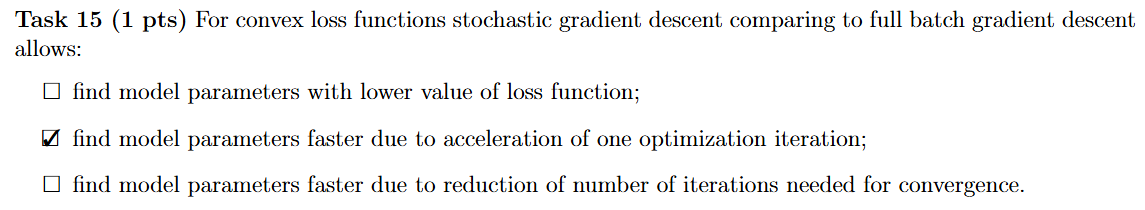 Task 15 (1 pts) For convex loss functions stochastic gradient descent comparing to full batch gradient descent
allows:
☐ find model parameters with lower value of loss function;
☑ find model parameters faster due to acceleration of one optimization iteration;
☐ find model parameters faster due to reduction of number of iterations needed for convergence.